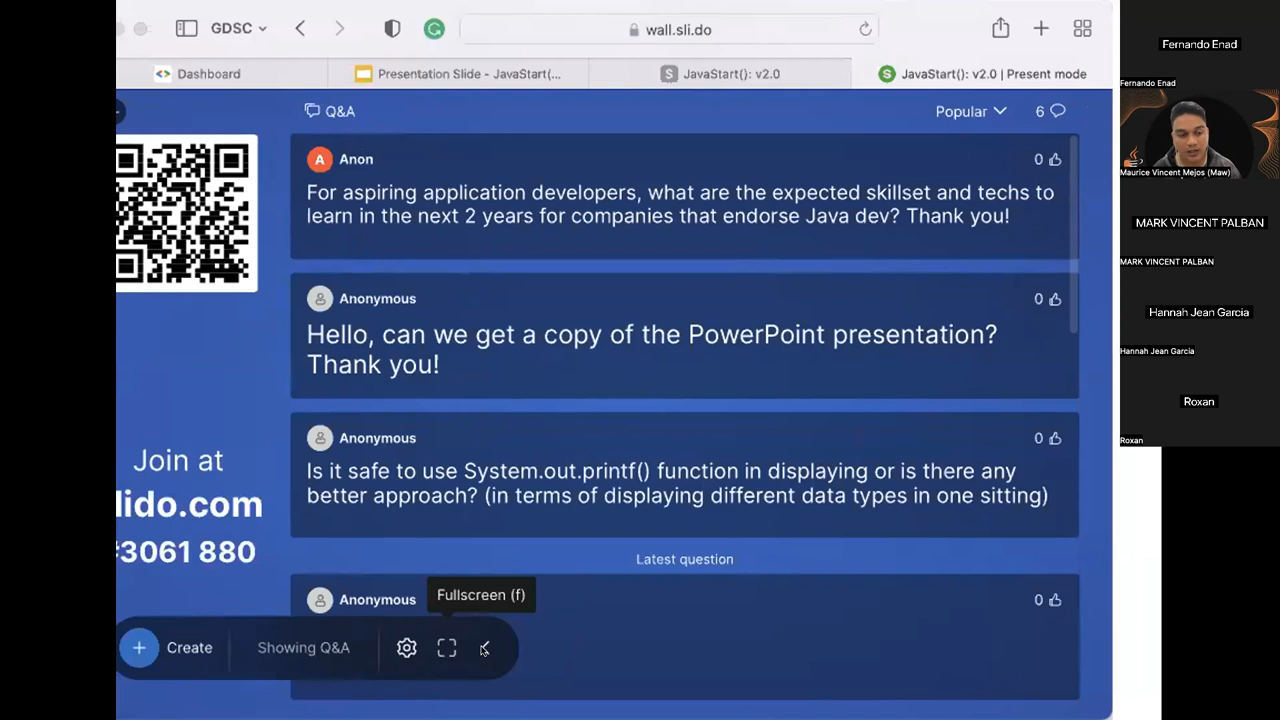 GDSC
wall.sli.do
Dashboard
Presentation Slide - JavaStart(...
S JavaStart(): v2.0
S JavaStart(): v2.0 | Present mode
Q&A
Popular
6
A Anon
0
For aspiring application developers, what are the expected skillset and techs to
learn in the next 2 years for companies that endorse Java dev? Thank you!
Anonymous
0
Hello, can we get a copy of the PowerPoint presentation?
Thank you!
Anonymous
0
Is it safe to use System.out.printf() function in displaying or is there any
better approach? (in terms of displaying different data types in one sitting)
Latest question
Anonymous
0
Join at
lido.com
#3061 880
Fullscreen (f)
Create
Showing Q&A
Fernando Enad
Fernando Enad
Maurice Vincent Mejos (Maw)
MARK VINCENT PALBAN
MARK VINCENT PALBAN
Hannah Jean Garcia
Hannah Jean Garcia
Roxan
Roxan